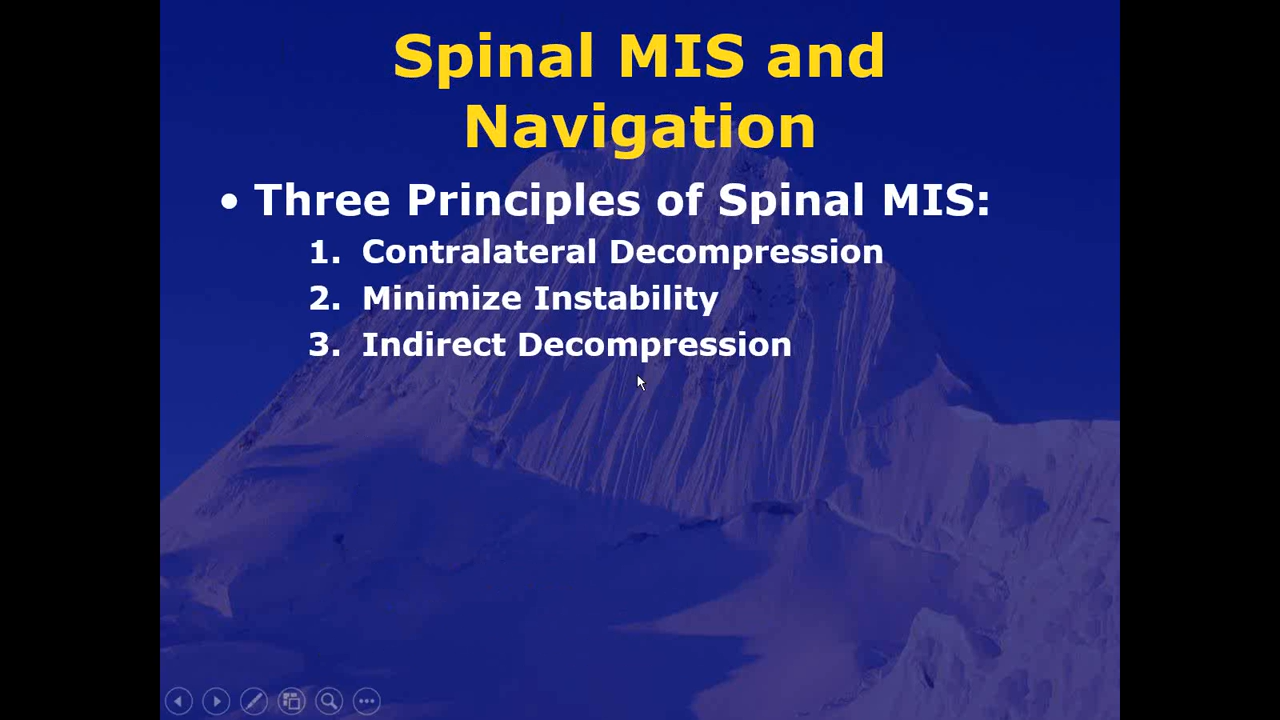 Spinal MIS and
Navigation
• Three Principles of Spinal MIS:
1. Contralateral Decompression
2. Minimize Instability
3. Indirect Decompression